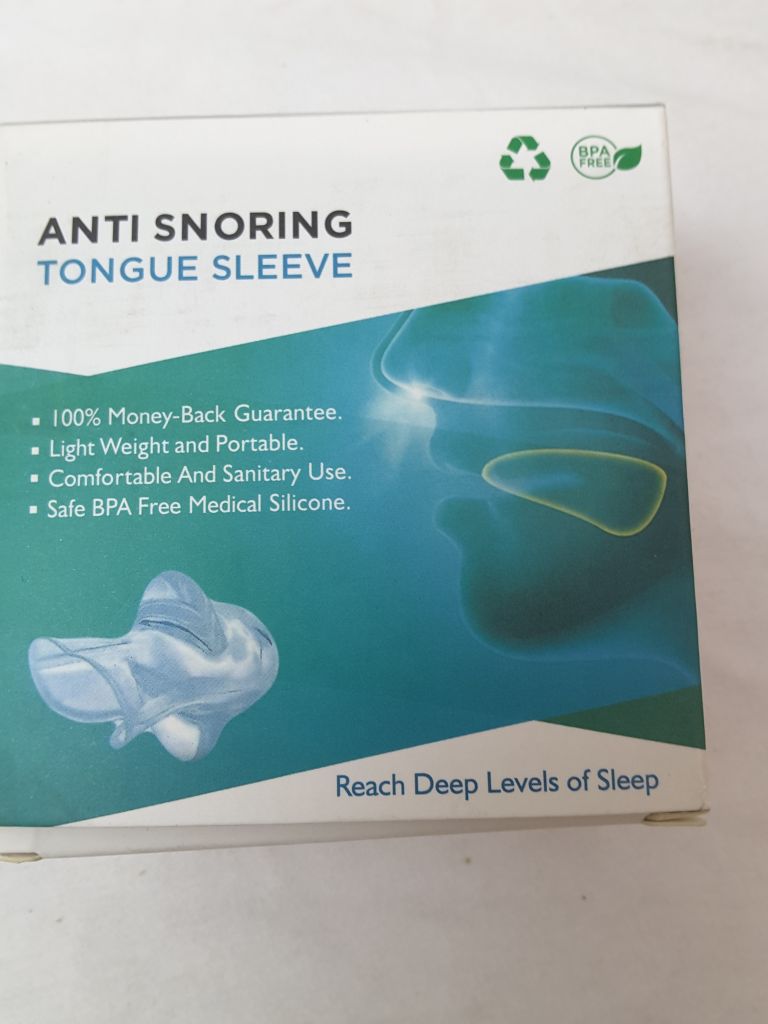 BPA
FREE
ANTI SNORING
TONGUE SLEEVE
▪ 100% Money-Back Guarantee.
▪ Light Weight and Portable.
▪ Comfortable And Sanitary Use.
▪ Safe BPA Free Medical Silicone.
Reach Deep Levels of Sleep